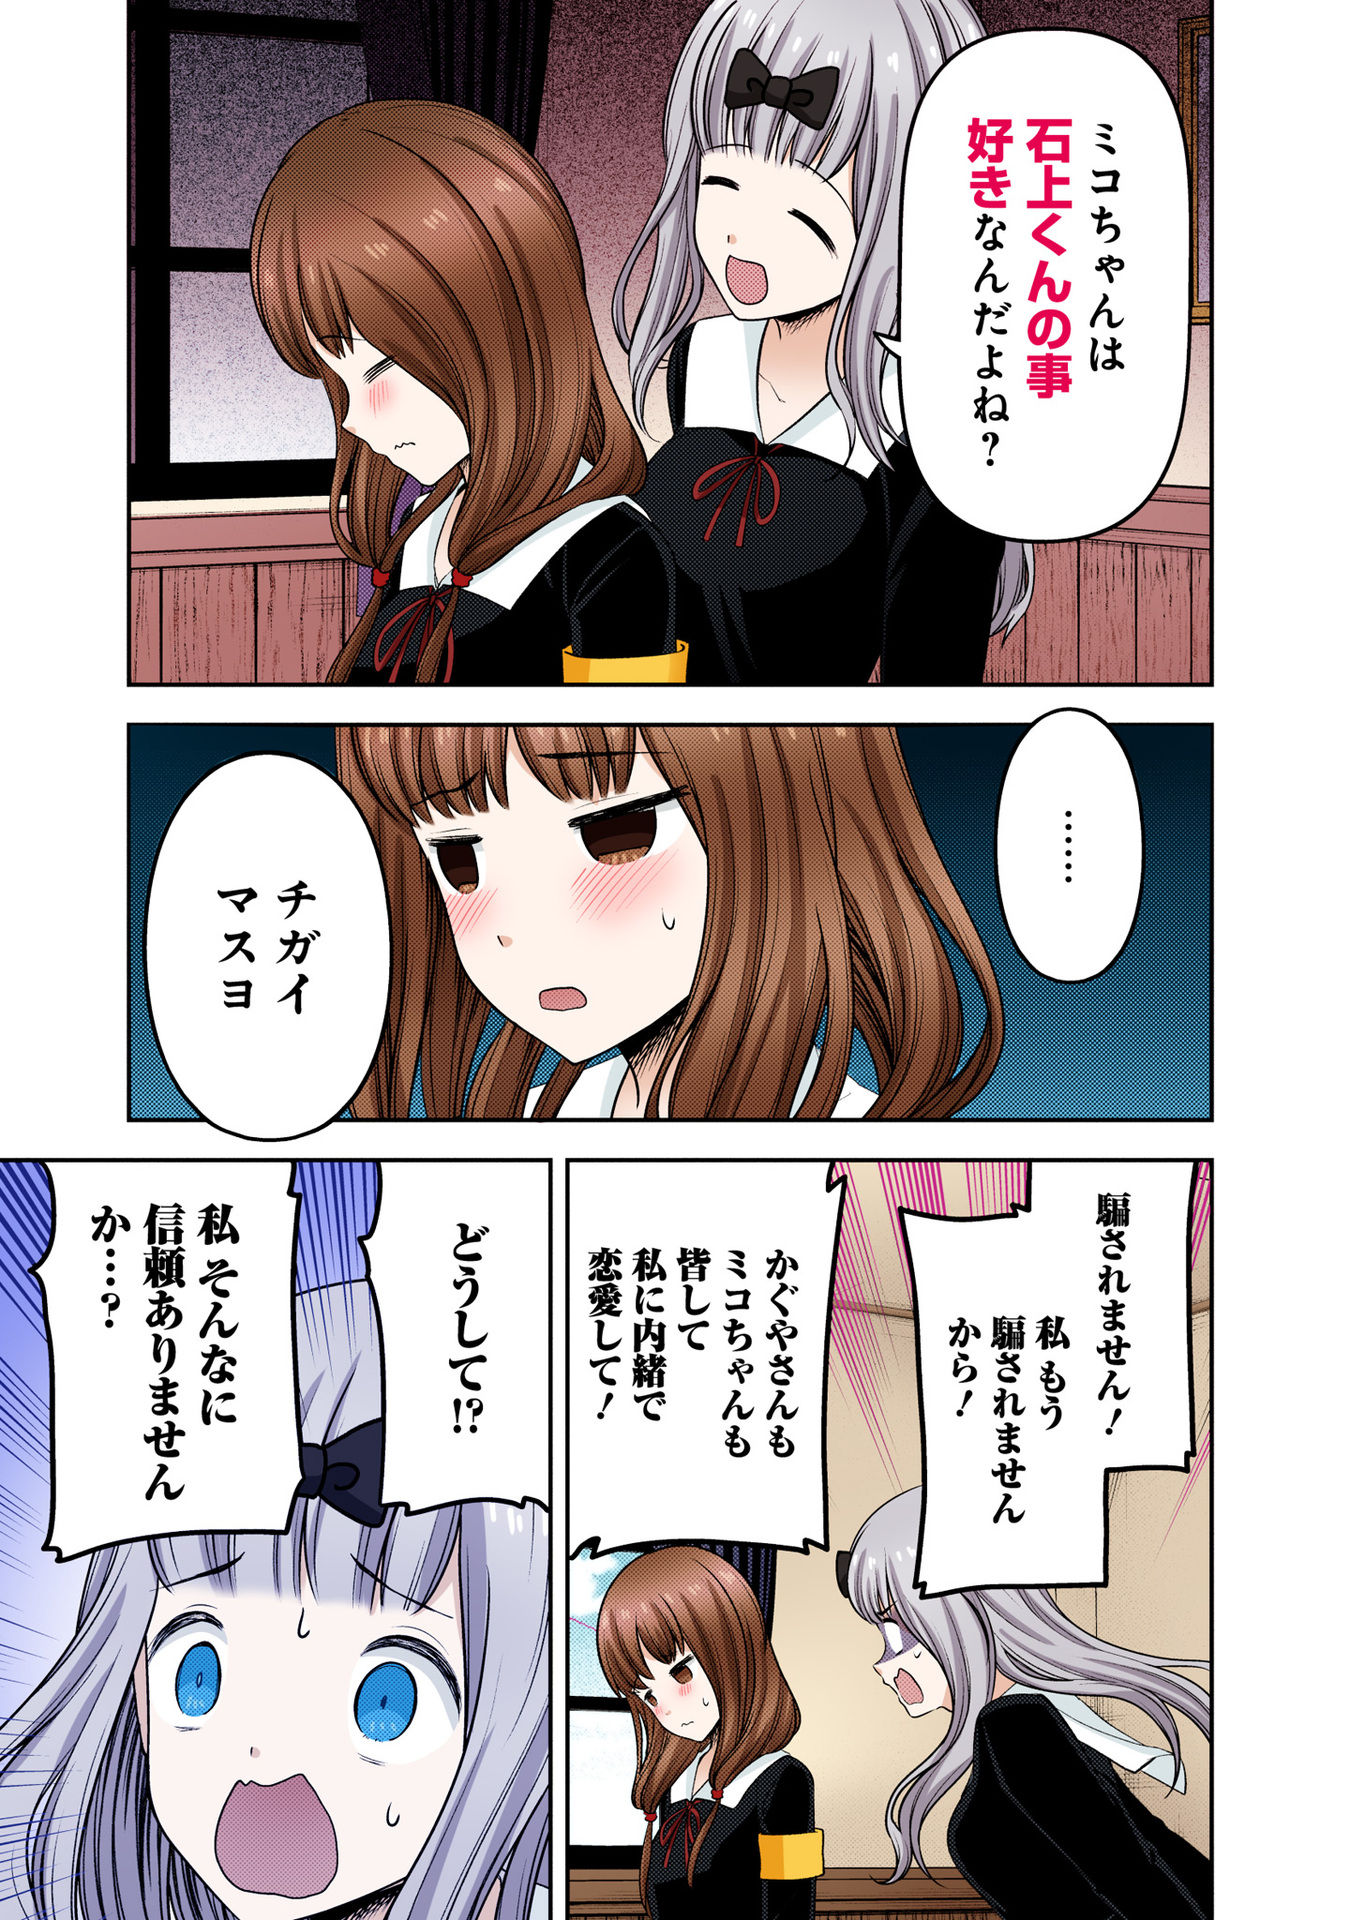 ミコちゃんは
石上くんの事
好きなんだよね?
……
チガイ
マスヨ
騙されません!
私 もう
騙されません
から!
かぐやさんも
ミコちゃんも
皆して
私に内緒で
恋愛して!
どうして!?
私 そんなに
信頼ありません
か…?